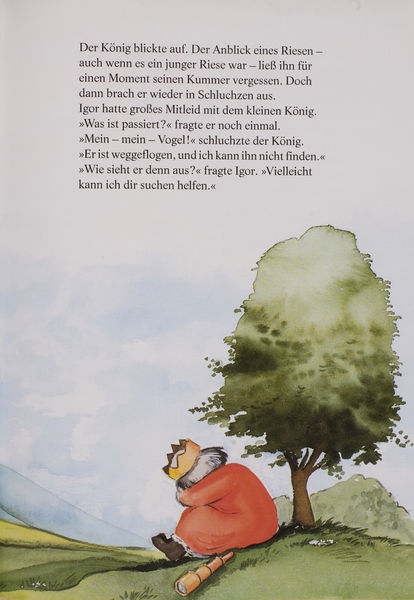 Der König blickte auf. Der Anblick eines Riesen –
auch wenn es ein junger Riese war – ließ ihn für
einen Moment seinen Kummer vergessen. Doch
dann brach er wieder in Schluchzen aus.
Igor hatte großes Mitleid mit dem kleinen König.
»Was ist passiert?« fragte er noch einmal.
»Mein – mein – Vogel!« schluchzte der König.
»Er ist weggeflogen, und ich kann ihn nicht finden.«
»Wie sieht er denn aus?« fragte Igor. »Vielleicht
kann ich dir suchen helfen.«